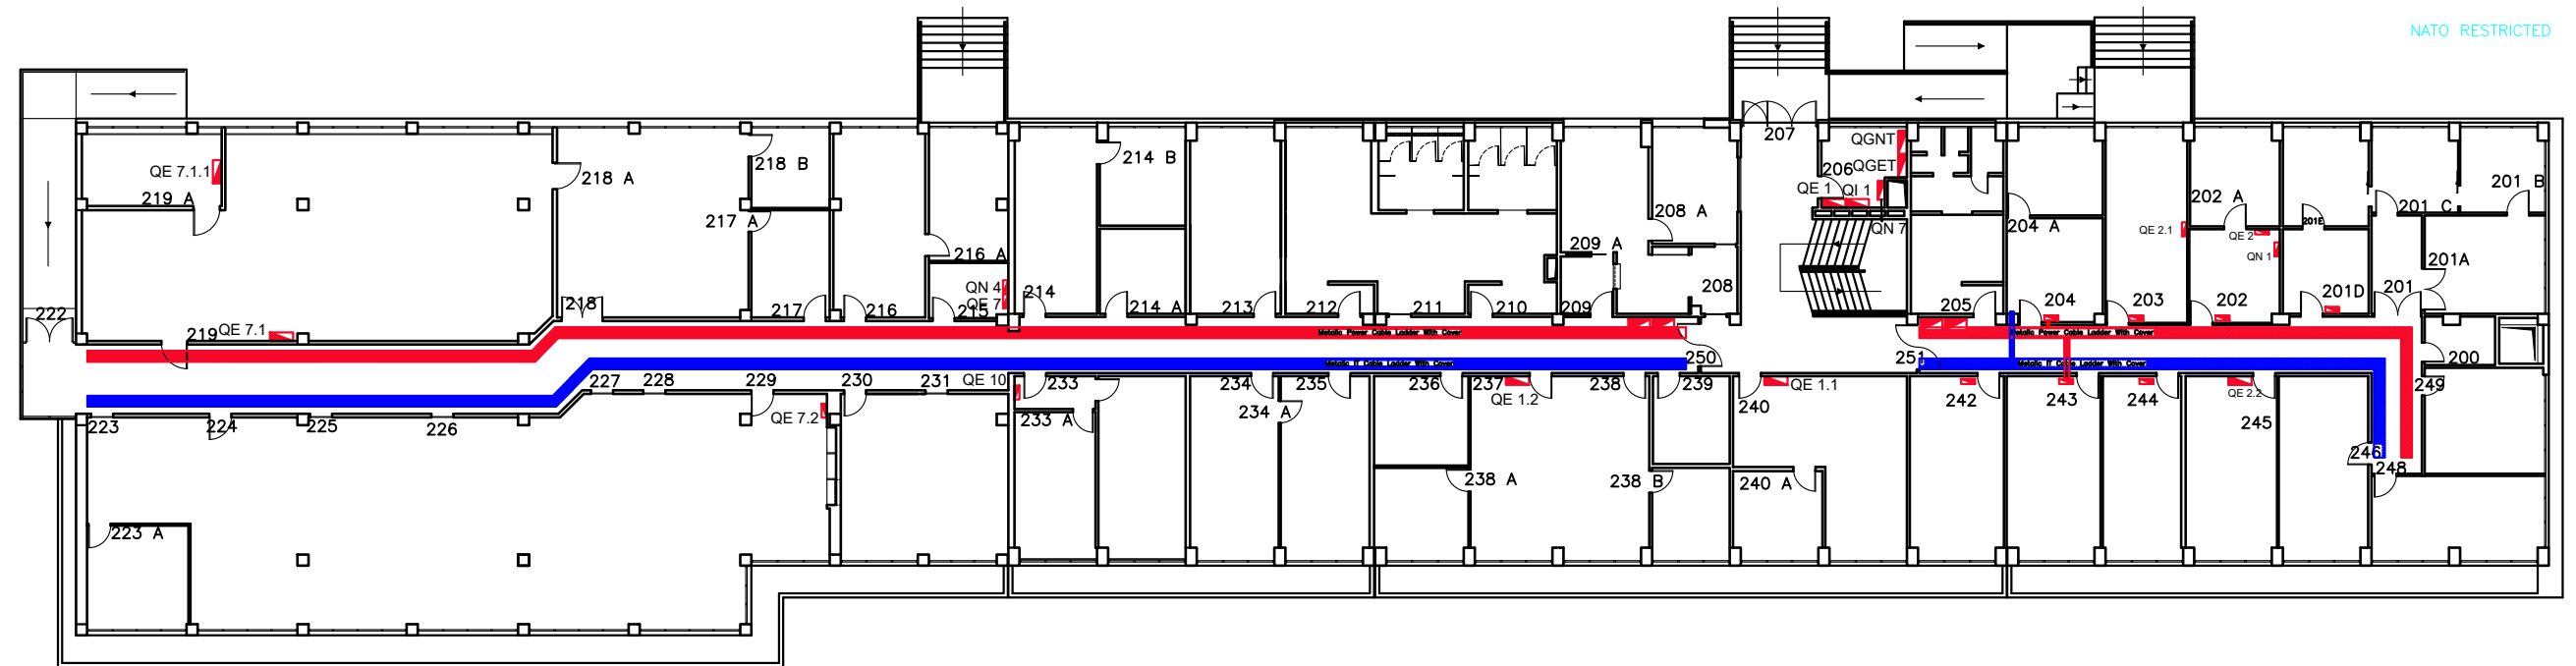 NATO RESTRICTED
207
QGNT
QGET
206
QE 1
QI 1
QN 7
QE 7.1.1
219 A
218 A
218 B
217 A
216 A
214 B
208 A
209 A
204 A
202 A
201 B
201 C
201E
QE 2.1
QE 2
QN 1
201A
QN 4
QE 7
222
219
QE 7.1
218
217
216
215
214
214 A
213
212
211
210
209
208
205
204
203
202
201D
201
Metalic Power Cable Ladder With Cover
Metalic Power Cable Ladder With Cover
Metalic IT Cable Ladder With Cover
Metalic IT Cable Ladder With Cover
250
251
200
223
224
225
226
227
228
229
230
231
QE 10
233
234
235
236
237
238
239
240
QE 1.1
QE 1.2
242
243
244
QE 2.2
245
249
QE 7.2
233 A
234 A
238 A
238 B
240 A
246
248
223 A